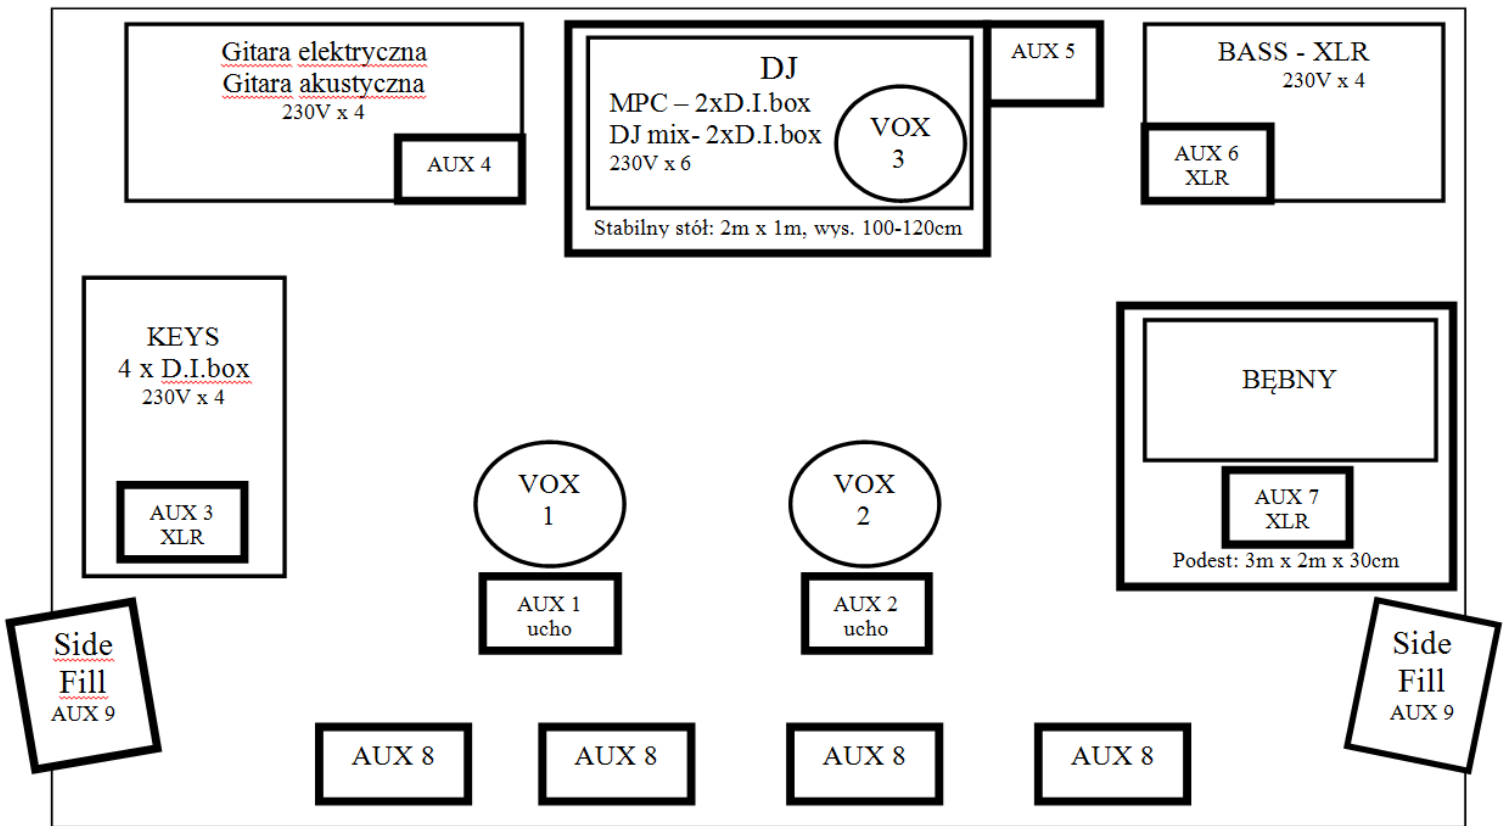 Gitara elektryczna
Gitara akustyczna
230V x 4
AUX 4
DJ
MPC – 2xD.I.box
DJ mix- 2xD.I.box
230V x 6
VOX
3
Stabilny stół: 2m x 1m, wys. 100-120cm
AUX 5
BASS - XLR
230V x 4
AUX 6
XLR
KEYS
4 x D.I.box
230V x 4
AUX 3
XLR
VOX
1
AUX 1
ucho
VOX
2
AUX 2
ucho
BĘBNY
AUX 7
XLR
Podest: 3m x 2m x 30cm
Side
Fill
AUX 9
Side
Fill
AUX 9
AUX 8
AUX 8
AUX 8
AUX 8